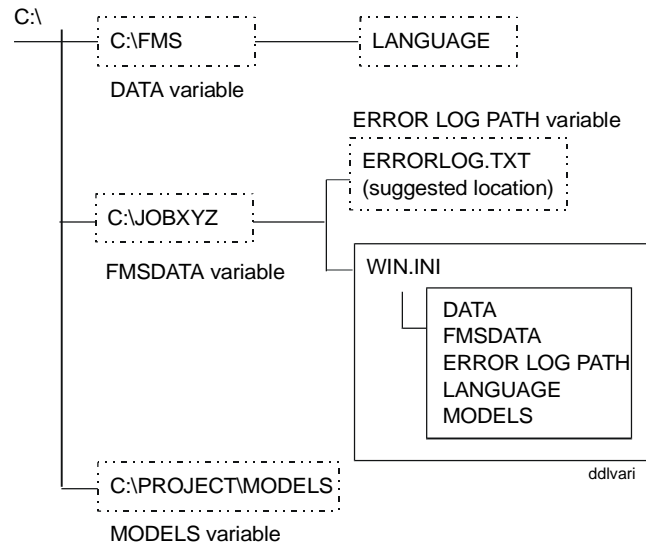 C:\
C:\FMS
LANGUAGE
DATA variable
ERROR LOG PATH variable
ERRORLOG.TXT
(suggested location)
C:\JOBXYZ
FMSDATA variable
WIN.INI
DATA
FMSDATA
ERROR LOG PATH
LANGUAGE
MODELS
ddlvari
C:\PROJECT\MODELS
MODELS variable